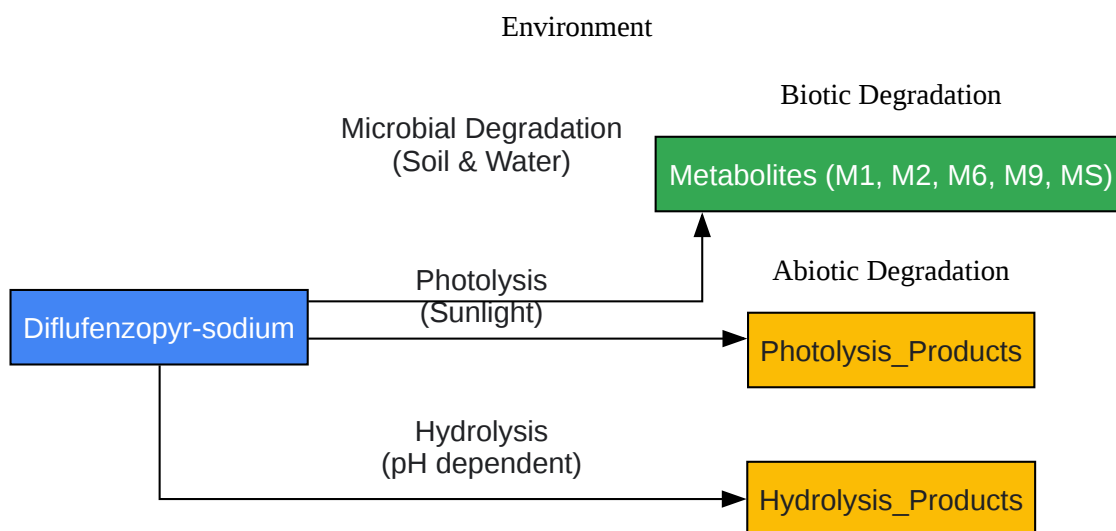 Environment
Biotic Degradation
Microbial Degradation
(Soil & Water)
Metabolites (M1, M2, M6, M9, MS)
Abiotic Degradation
Photolysis
(Sunlight)
Diflufenzopyr-sodium
Photolysis_Products
Hydrolysis
(pH dependent)
Hydrolysis_Products